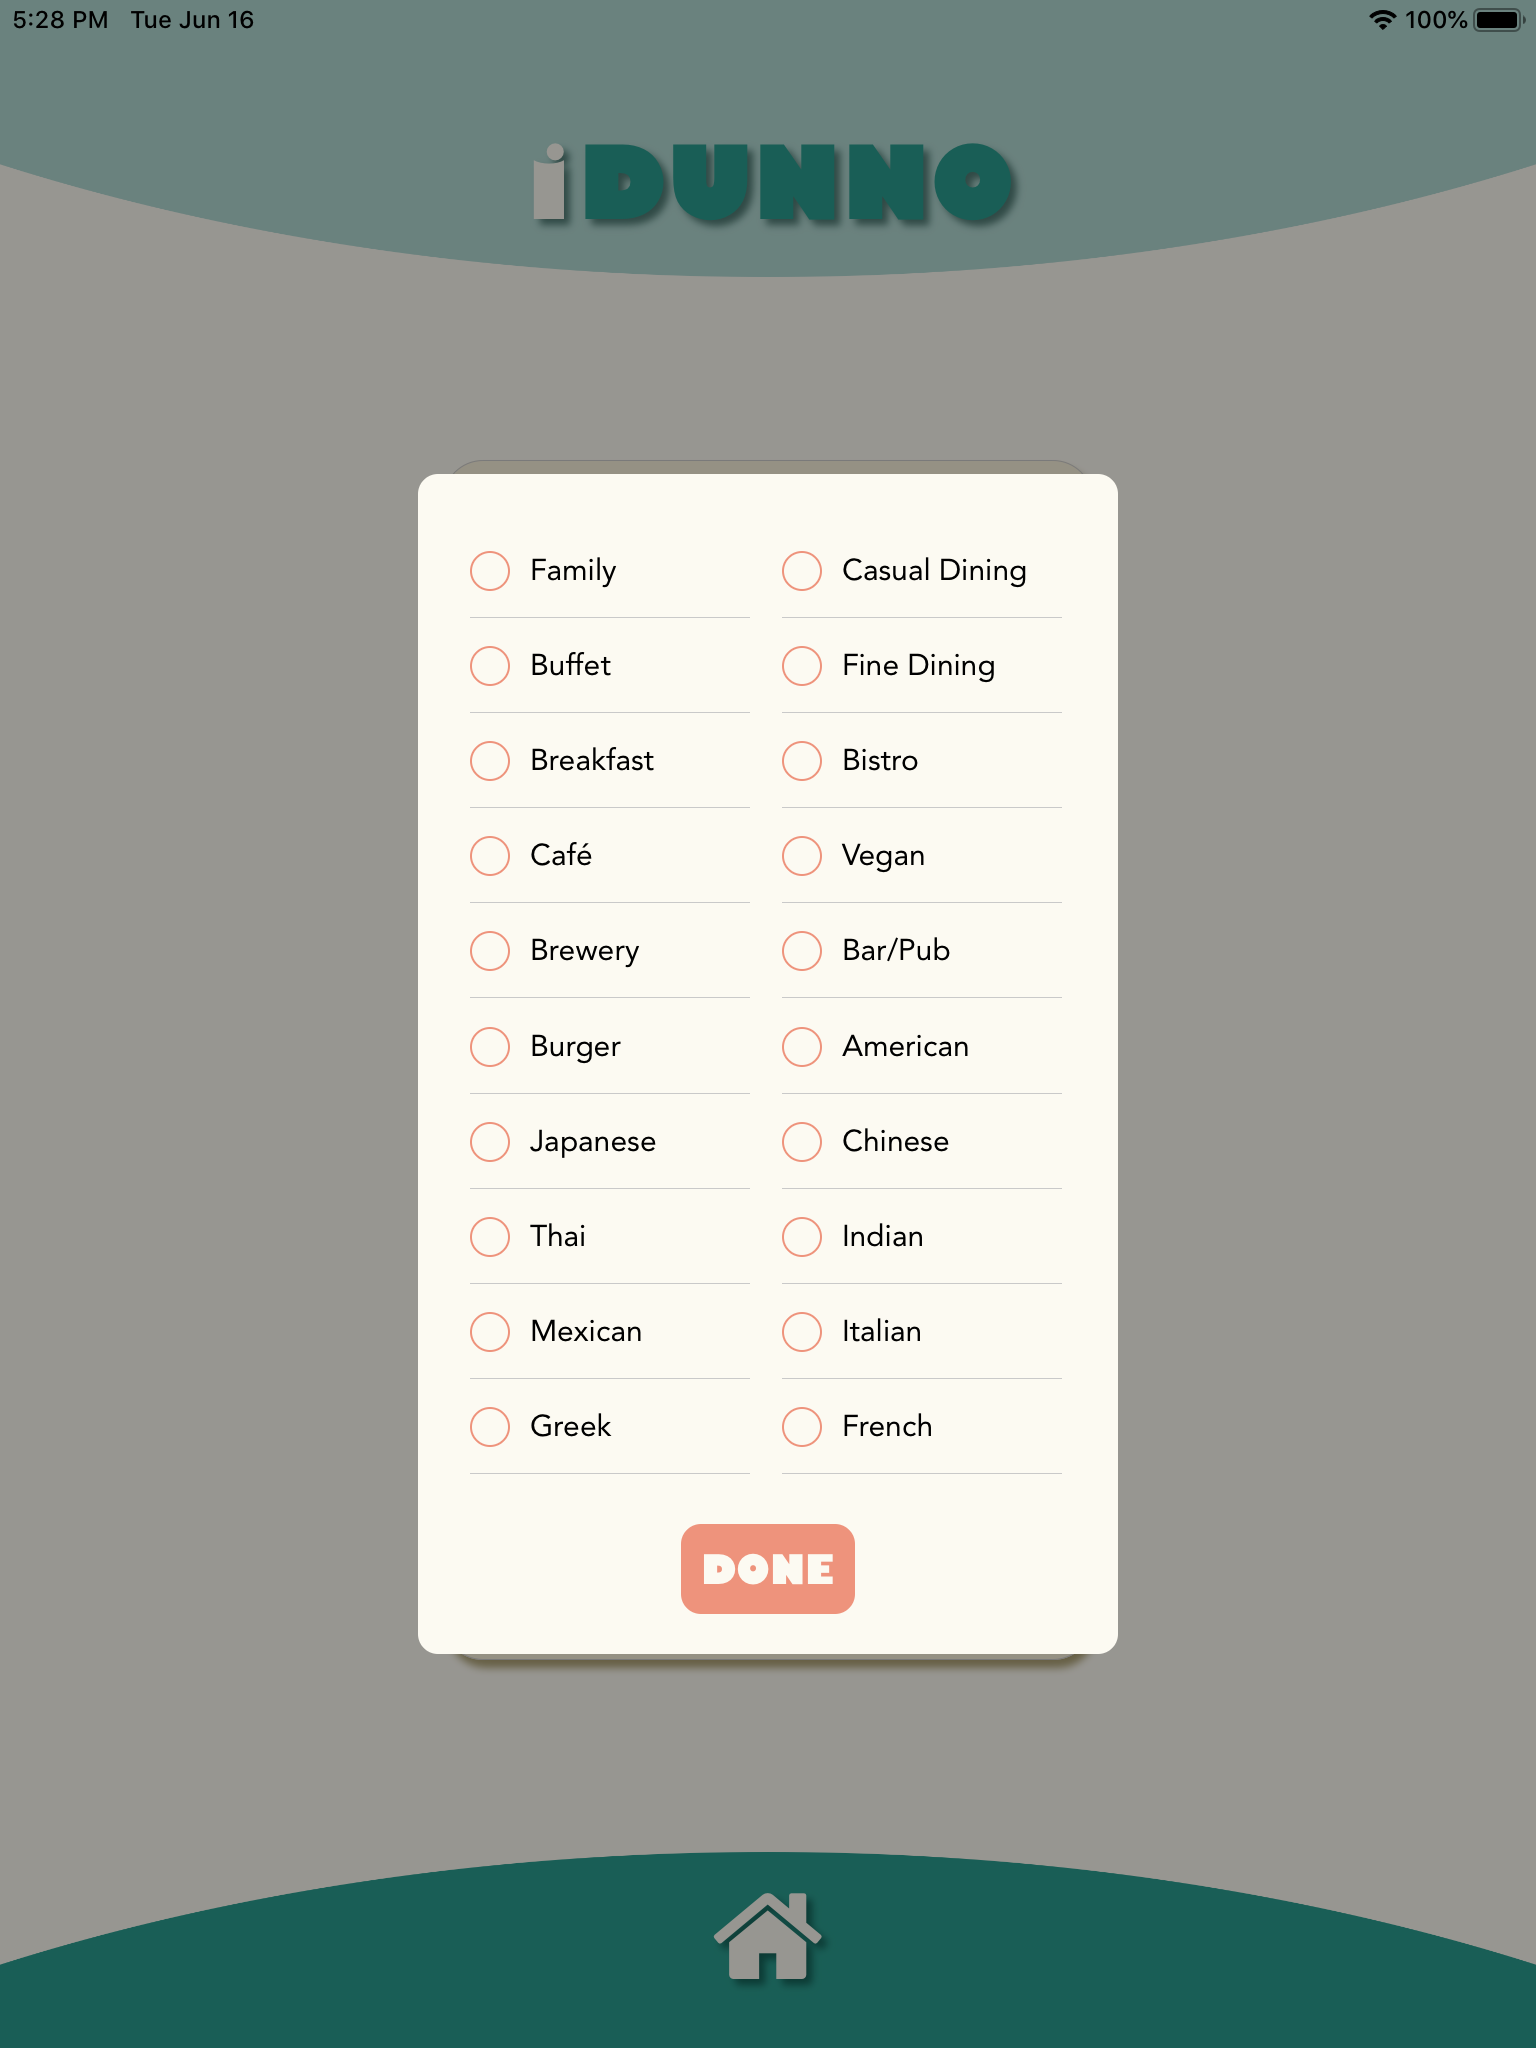 5:28 PM Tue Jun 16 100%
i DUNNO
Family Casual Dining
Buffet Fine Dining
Breakfast Bistro
Café Vegan
Brewery Bar/Pub
Burger American
Japanese Chinese
Thai Indian
Mexican Italian
Greek French
DONE